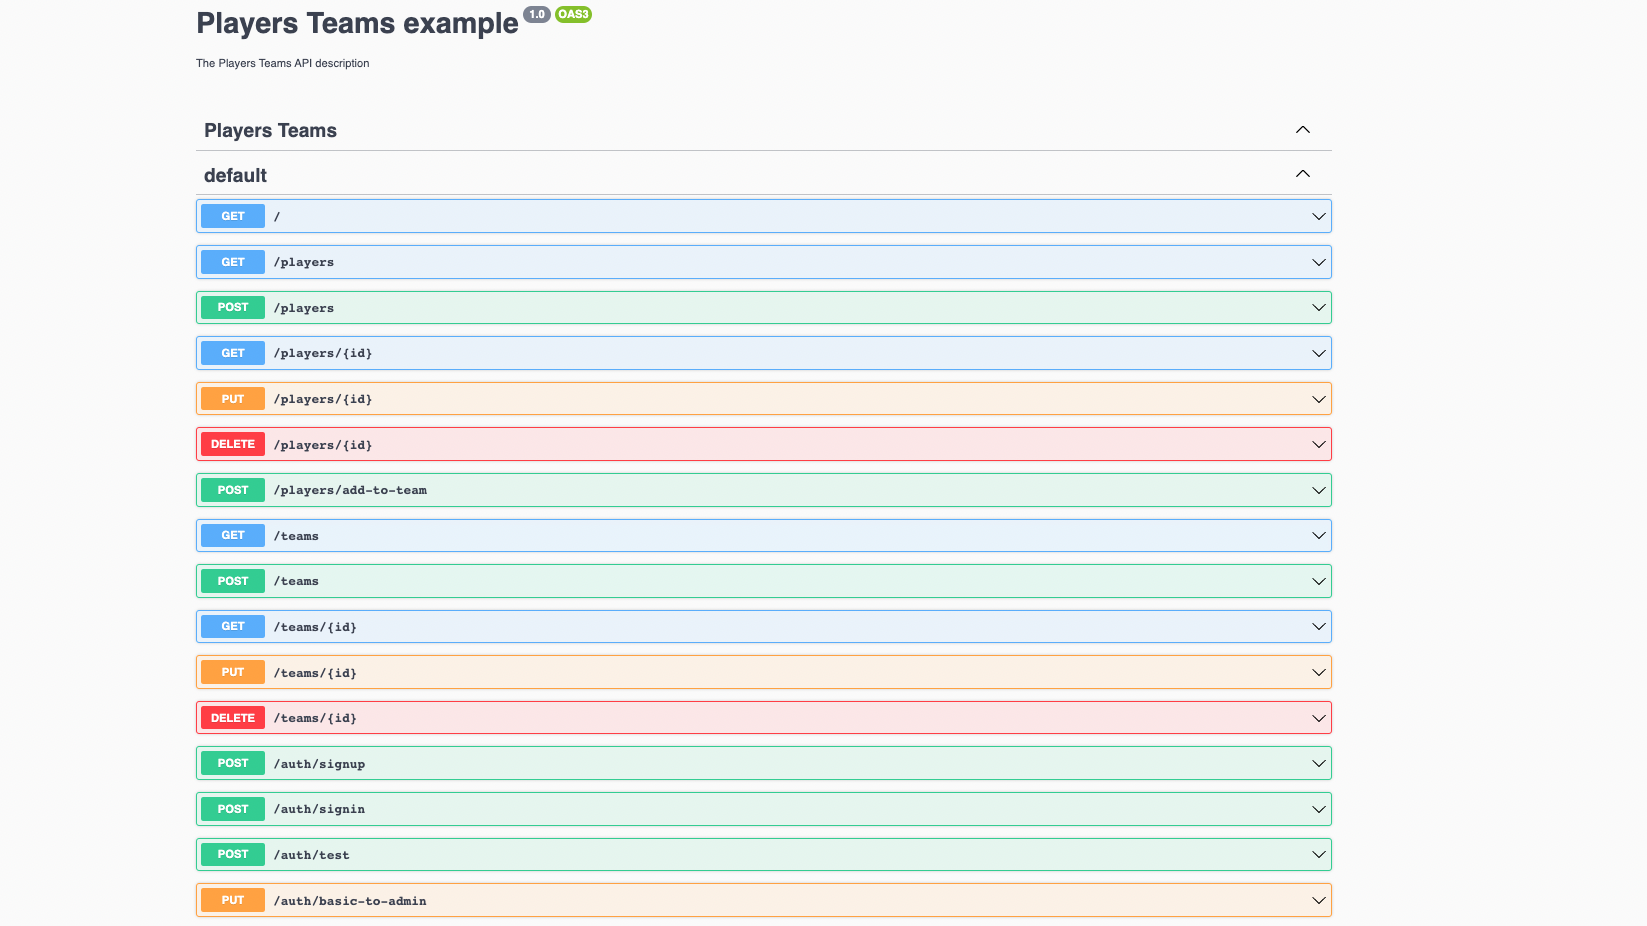 Players Teams example 1.0 OAS3
The Players Teams API description
Players Teams
default
GET /
GET /players
POST /players
GET /players/{id}
PUT /players/{id}
DELETE /players/{id}
POST /players/add-to-team
GET /teams
POST /teams
GET /teams/{id}
PUT /teams/{id}
DELETE /teams/{id}
POST /auth/signup
POST /auth/signin
POST /auth/test
PUT /auth/basic-to-admin